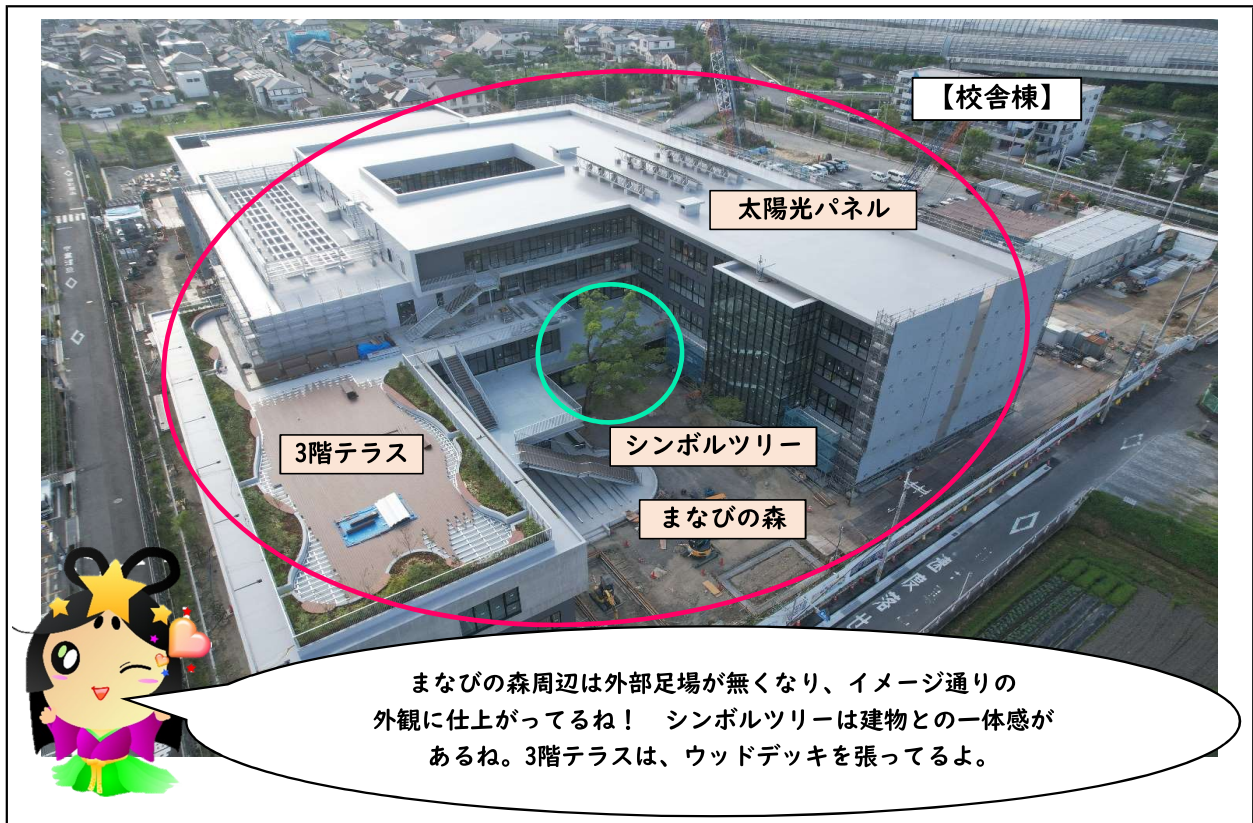 【校舎棟】
太陽光パネル
3階テラス
シンボルツリー
まなびの森
まなびの森周辺は外部足場が無くなり、イメージ通りの
外観に仕上がってるね！　シンボルツリーは建物との一体感が
あるね。3階テラスは、ウッドデッキを張ってるよ。